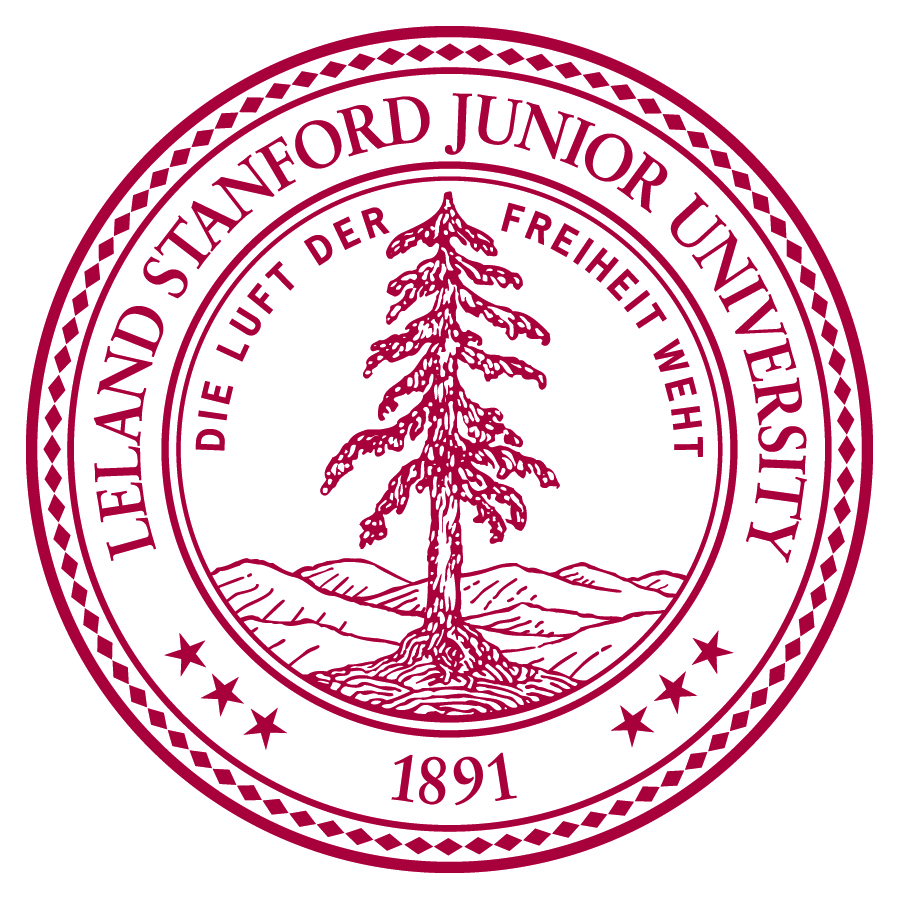 LELAND STANFORD JUNIOR UNIVERSITY
DIE LUFT DER FREIHEIT WEHT
1891